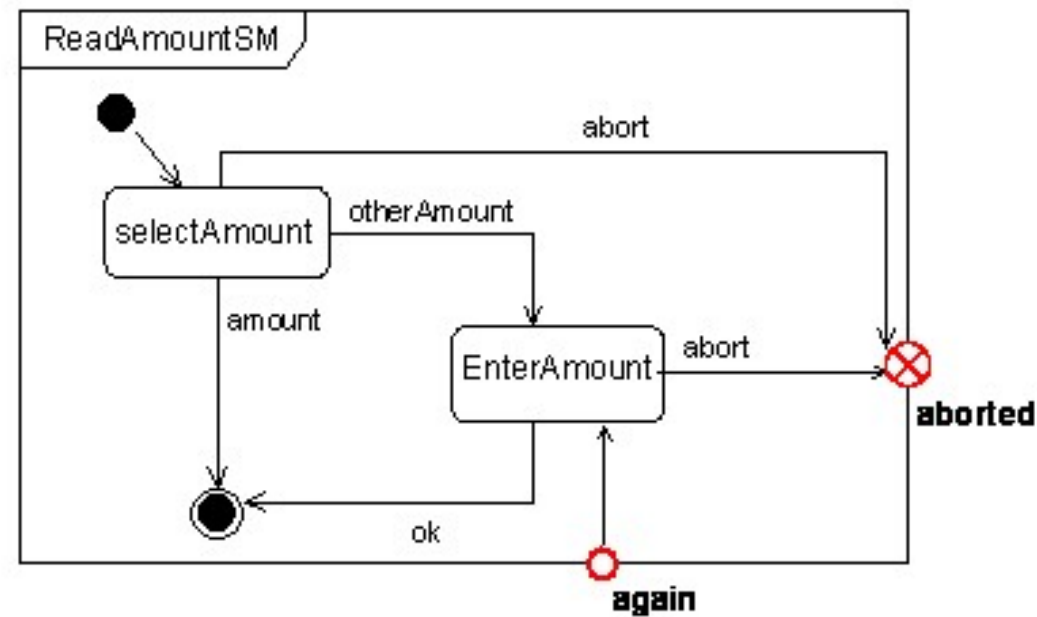 ReadAmountSM
abort
otherAmount
selectAmount
amount
abort
EnterAmount
aborted
ok
again